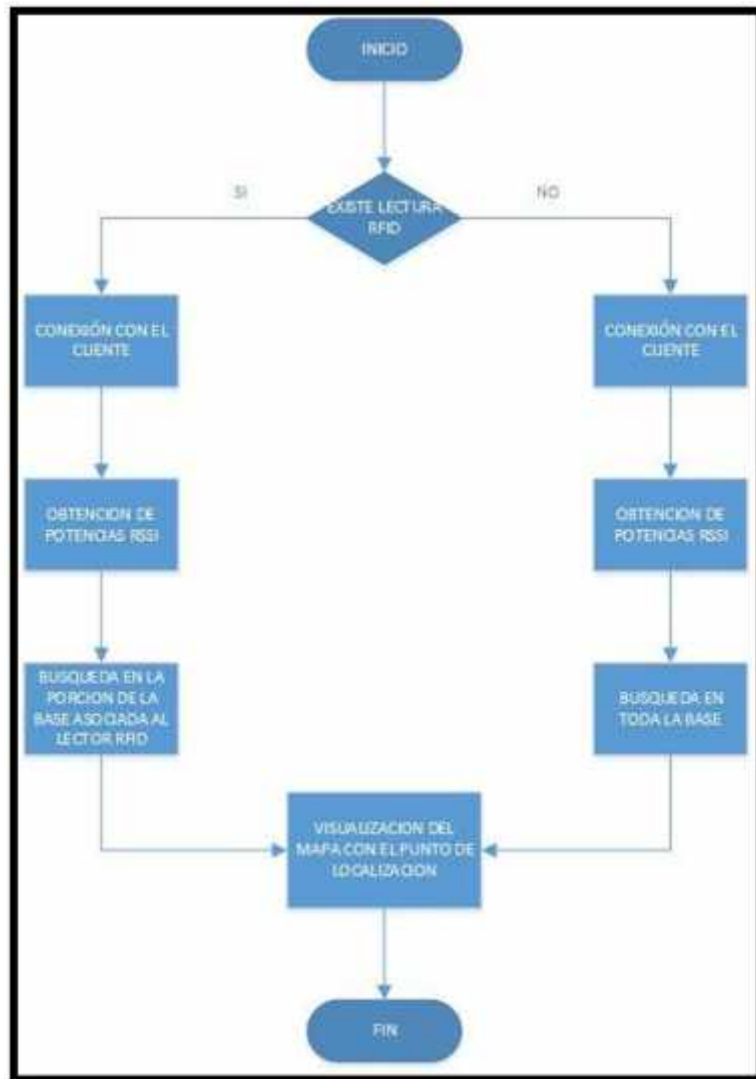 INICIO
EXISTE LECTURA
RFID
SI
NO
CONEXIÓN CON EL
CLIENTE
CONEXIÓN CON EL
CLIENTE
OBTENCION DE
POTENCIAS RSSI
OBTENCION DE
POTENCIAS RSSI
BUSQUEDA EN LA
PORCION DE LA
BASE ASOCIADA AL
LECTOR RFID
BUSQUEDA EN
TODA LA BASE
VISUALIZACION DEL
MAPA CON EL PUNTO DE
LOCALIZACION
FIN